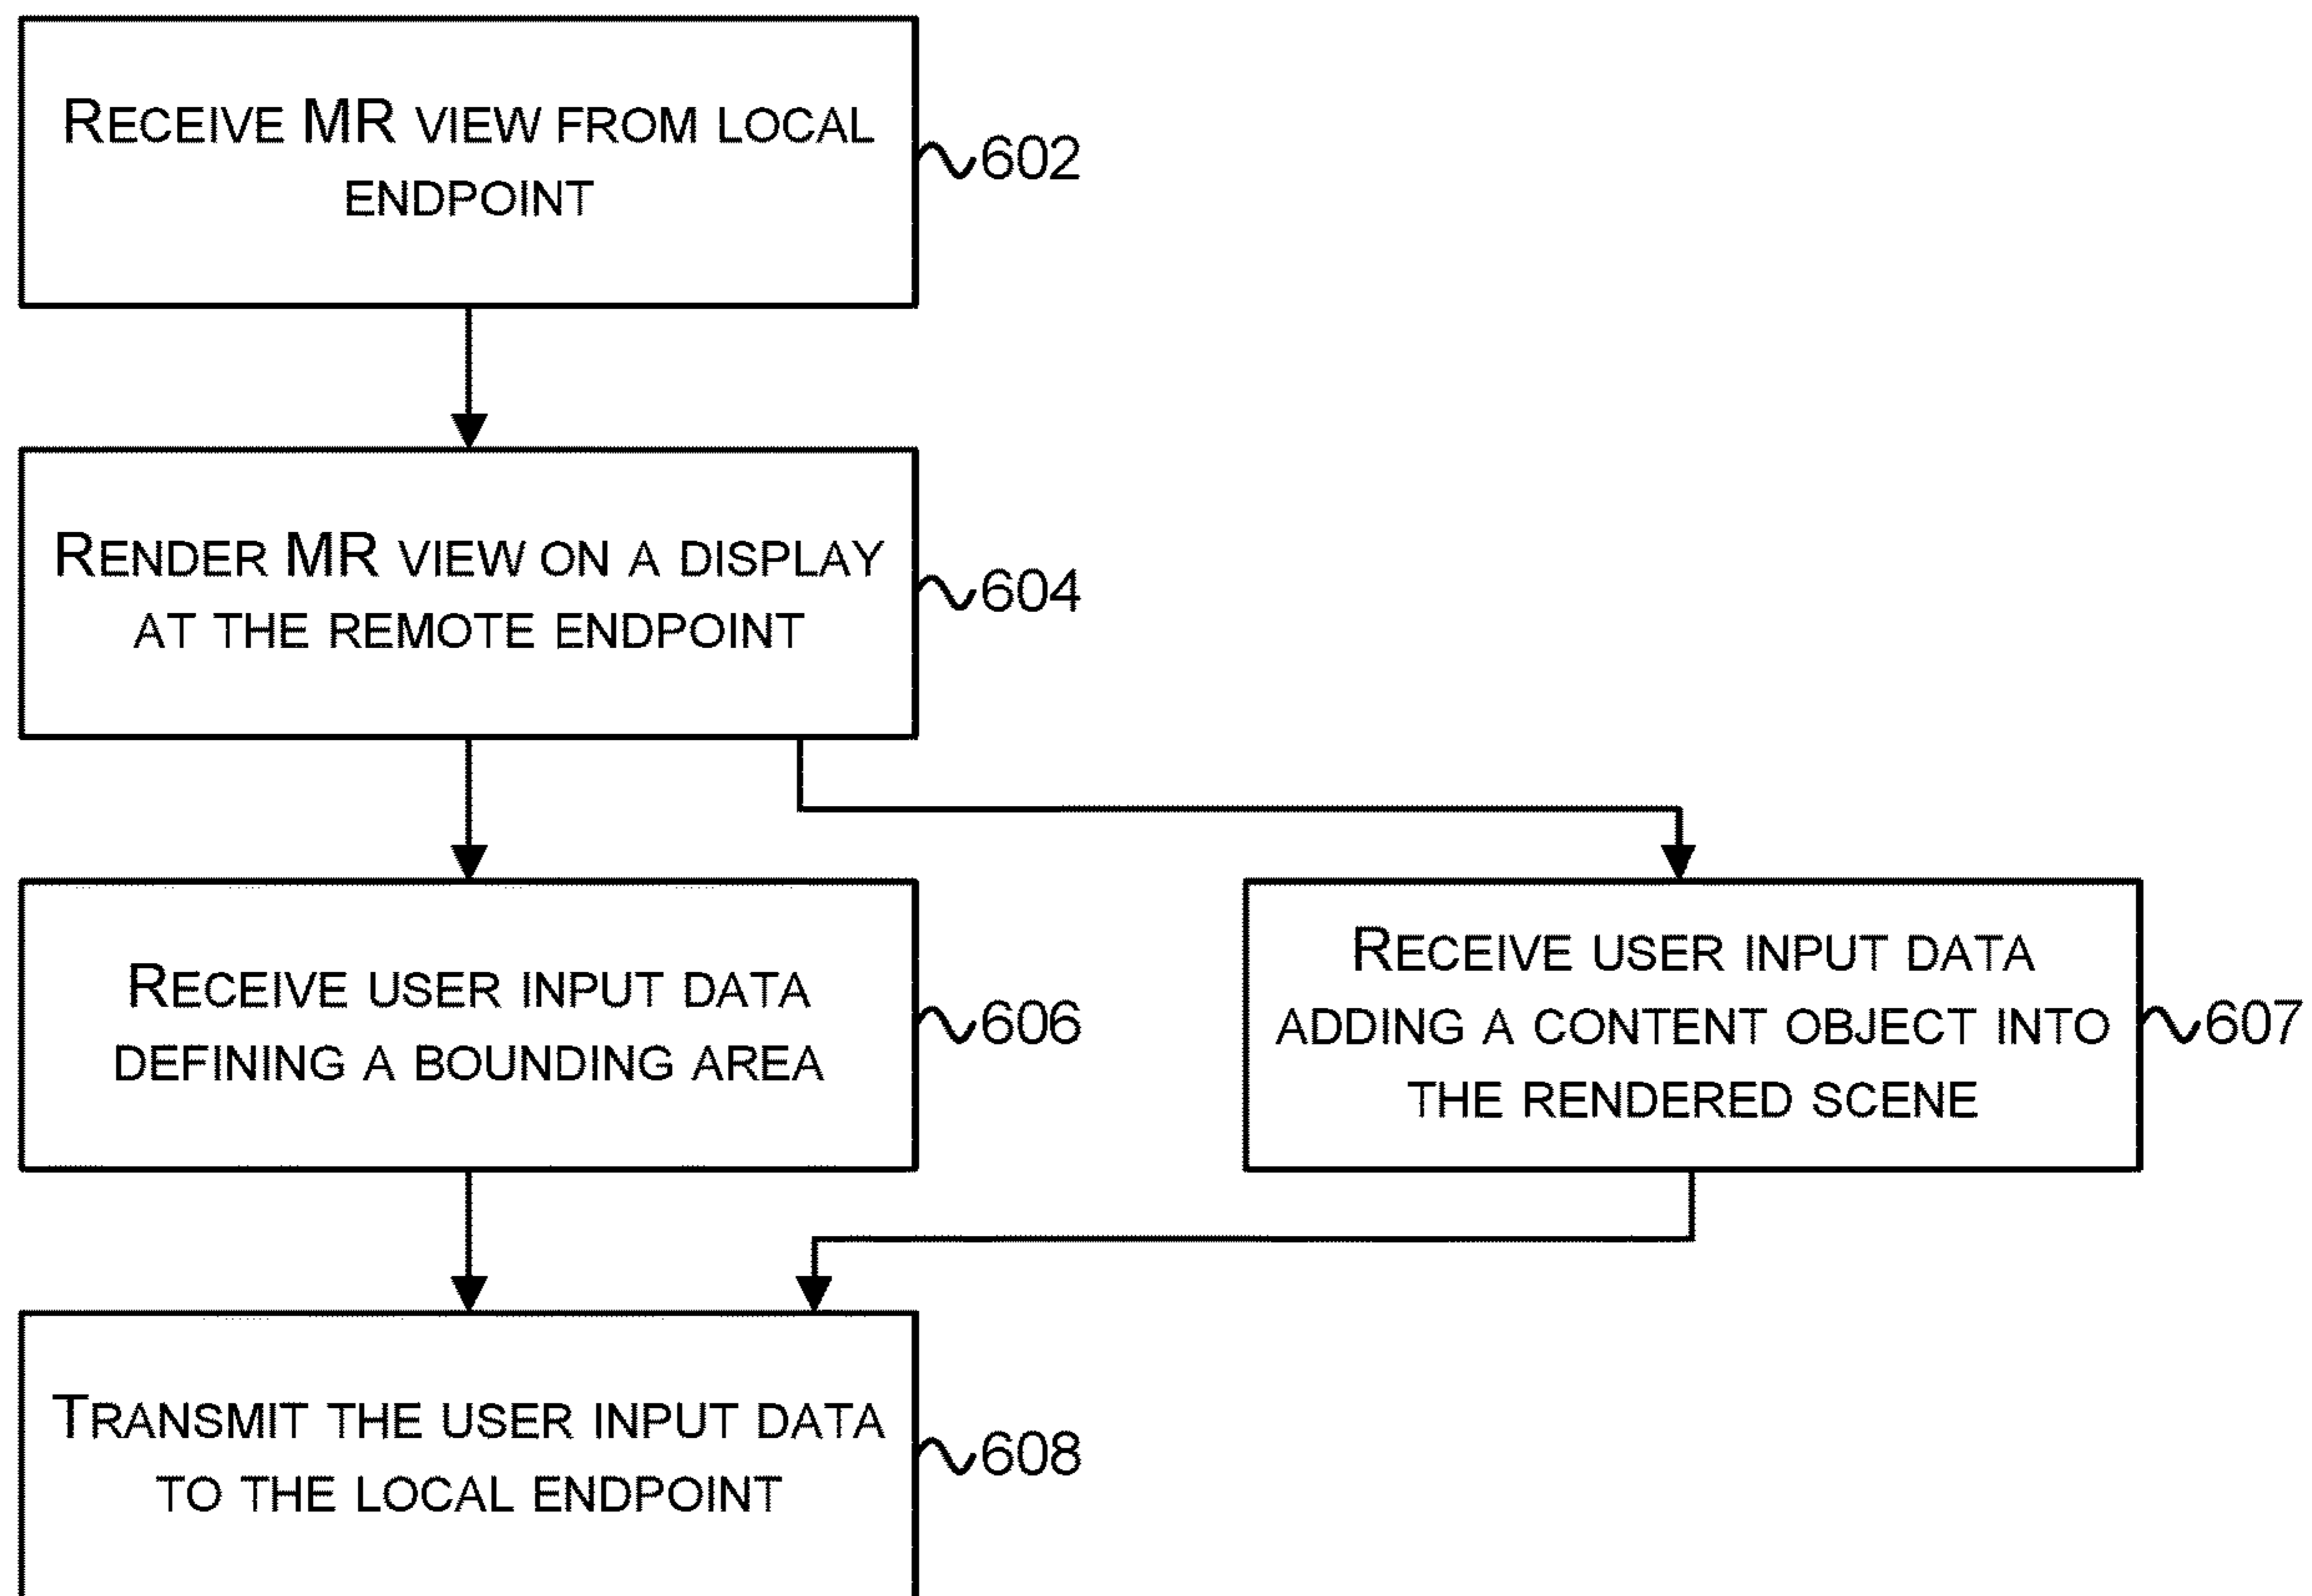 RECEIVE MR VIEW FROM LOCAL
ENDPOINT
602
RENDER MR VIEW ON A DISPLAY
AT THE REMOTE ENDPOINT
604
RECEIVE USER INPUT DATA
DEFINING A BOUNDING AREA
606
RECEIVE USER INPUT DATA
ADDING A CONTENT OBJECT INTO
THE RENDERED SCENE
607
TRANSMIT THE USER INPUT DATA
TO THE LOCAL ENDPOINT
608